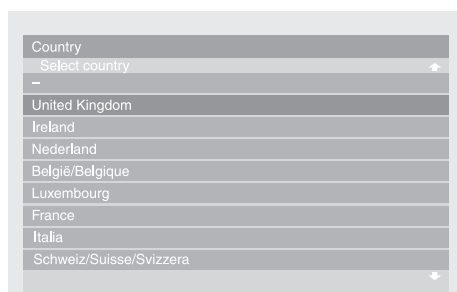 Country
Select country
–
United Kingdom
Ireland
Nederland
België/Belgique
Luxembourg
France
Italia
Schweiz/Suisse/Svizzera